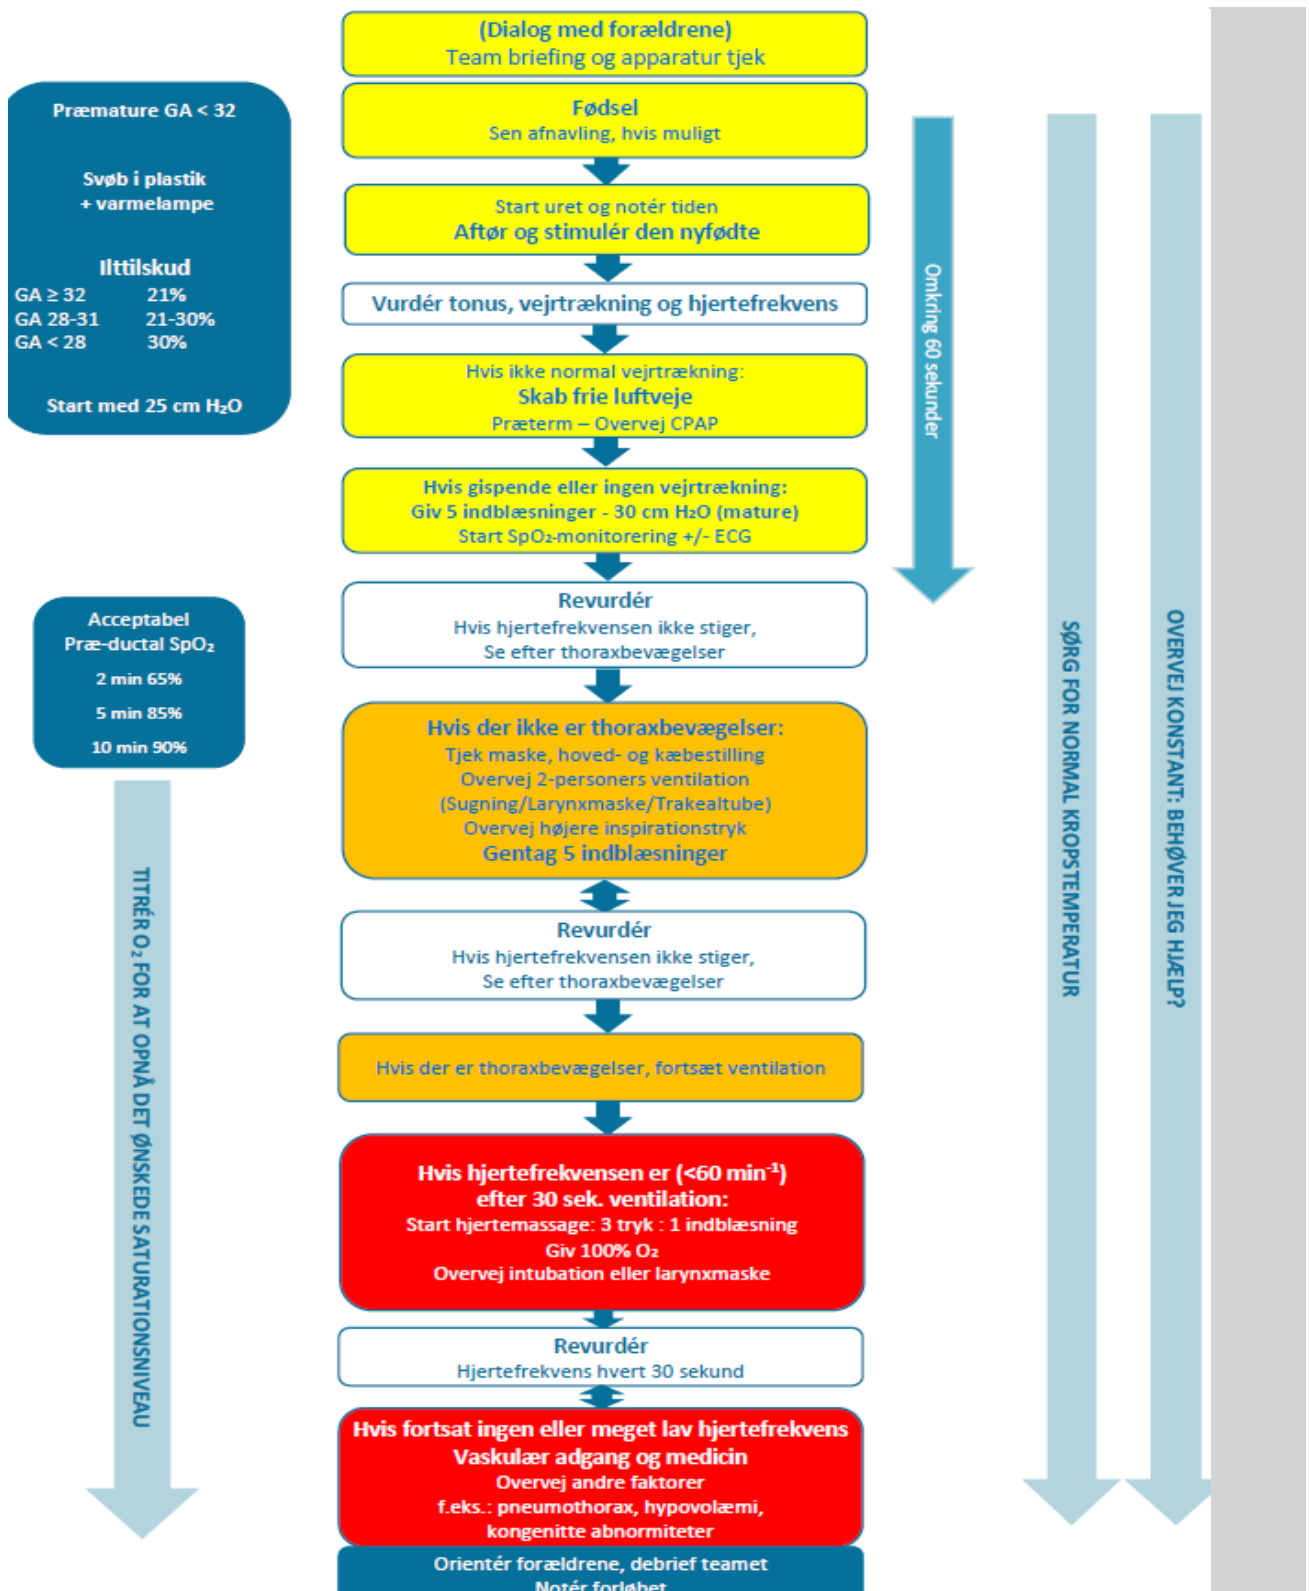 (Dialog med forældrene)
Team briefing og apparatur tjek
Præmature GA < 32
Svøb i plastik
+ varmelampe
Ilttilskud
GA ≥ 32 21%
GA 28-31 21-30%
GA < 28 30%
Start med 25 cm H₂O
Fødsel
Sen afnavling, hvis muligt
Start uret og notér tiden
Aftør og stimulér den nyfødte
Vurdér tonus, vejrtrækning og hjertefrekvens
Hvis ikke normal vejrtrækning:
Skab frie luftveje
Præterm – Overvej CPAP
Hvis gispende eller ingen vejrtrækning:
Giv 5 indblæsninger - 30 cm H₂O (mature)
Start SpO₂-monitorering +/- ECG
Omkring 60 sekunder
Revurdér
Hvis hjertefrekvensen ikke stiger,
Se efter thoraxbevægelser
Acceptabel
Præ-ductal SpO₂
2 min 65%
5 min 85%
10 min 90%
Hvis der ikke er thoraxbevægelser:
Tjek maske, hoved- og kæbestilling
Overvej 2-personers ventilation
(Sugning/Larynxmaske/Trakealtube)
Overvej højere inspirationstryk
Gentag 5 indblæsninger
Revurdér
Hvis hjertefrekvensen ikke stiger,
Se efter thoraxbevægelser
Hvis der er thoraxbevægelser, fortsæt ventilation
Hvis hjertefrekvensen er (<60 min⁻¹)
efter 30 sek. ventilation:
Start hjertemassage: 3 tryk : 1 indblæsning
Giv 100% O₂
Overvej intubation eller larynxmaske
Revurdér
Hjertefrekvens hvert 30 sekund
Hvis fortsat ingen eller meget lav hjertefrekvens
Vaskulær adgang og medicin
Overvej andre faktorer
f.eks.: pneumothorax, hypovolæmi,
kongenitte abnormiteter
Orientér forældrene, debrief teamet
Notér forløbet
TITRÉR O₂ FOR AT OPNÅ DET ØNSKEDE SATURATIONSNIVEAU
SØRG FOR NORMAL KROPSTEMPERATUR
OVERVEJ KONSTANT: BEHØVER JEG HJÆLP?